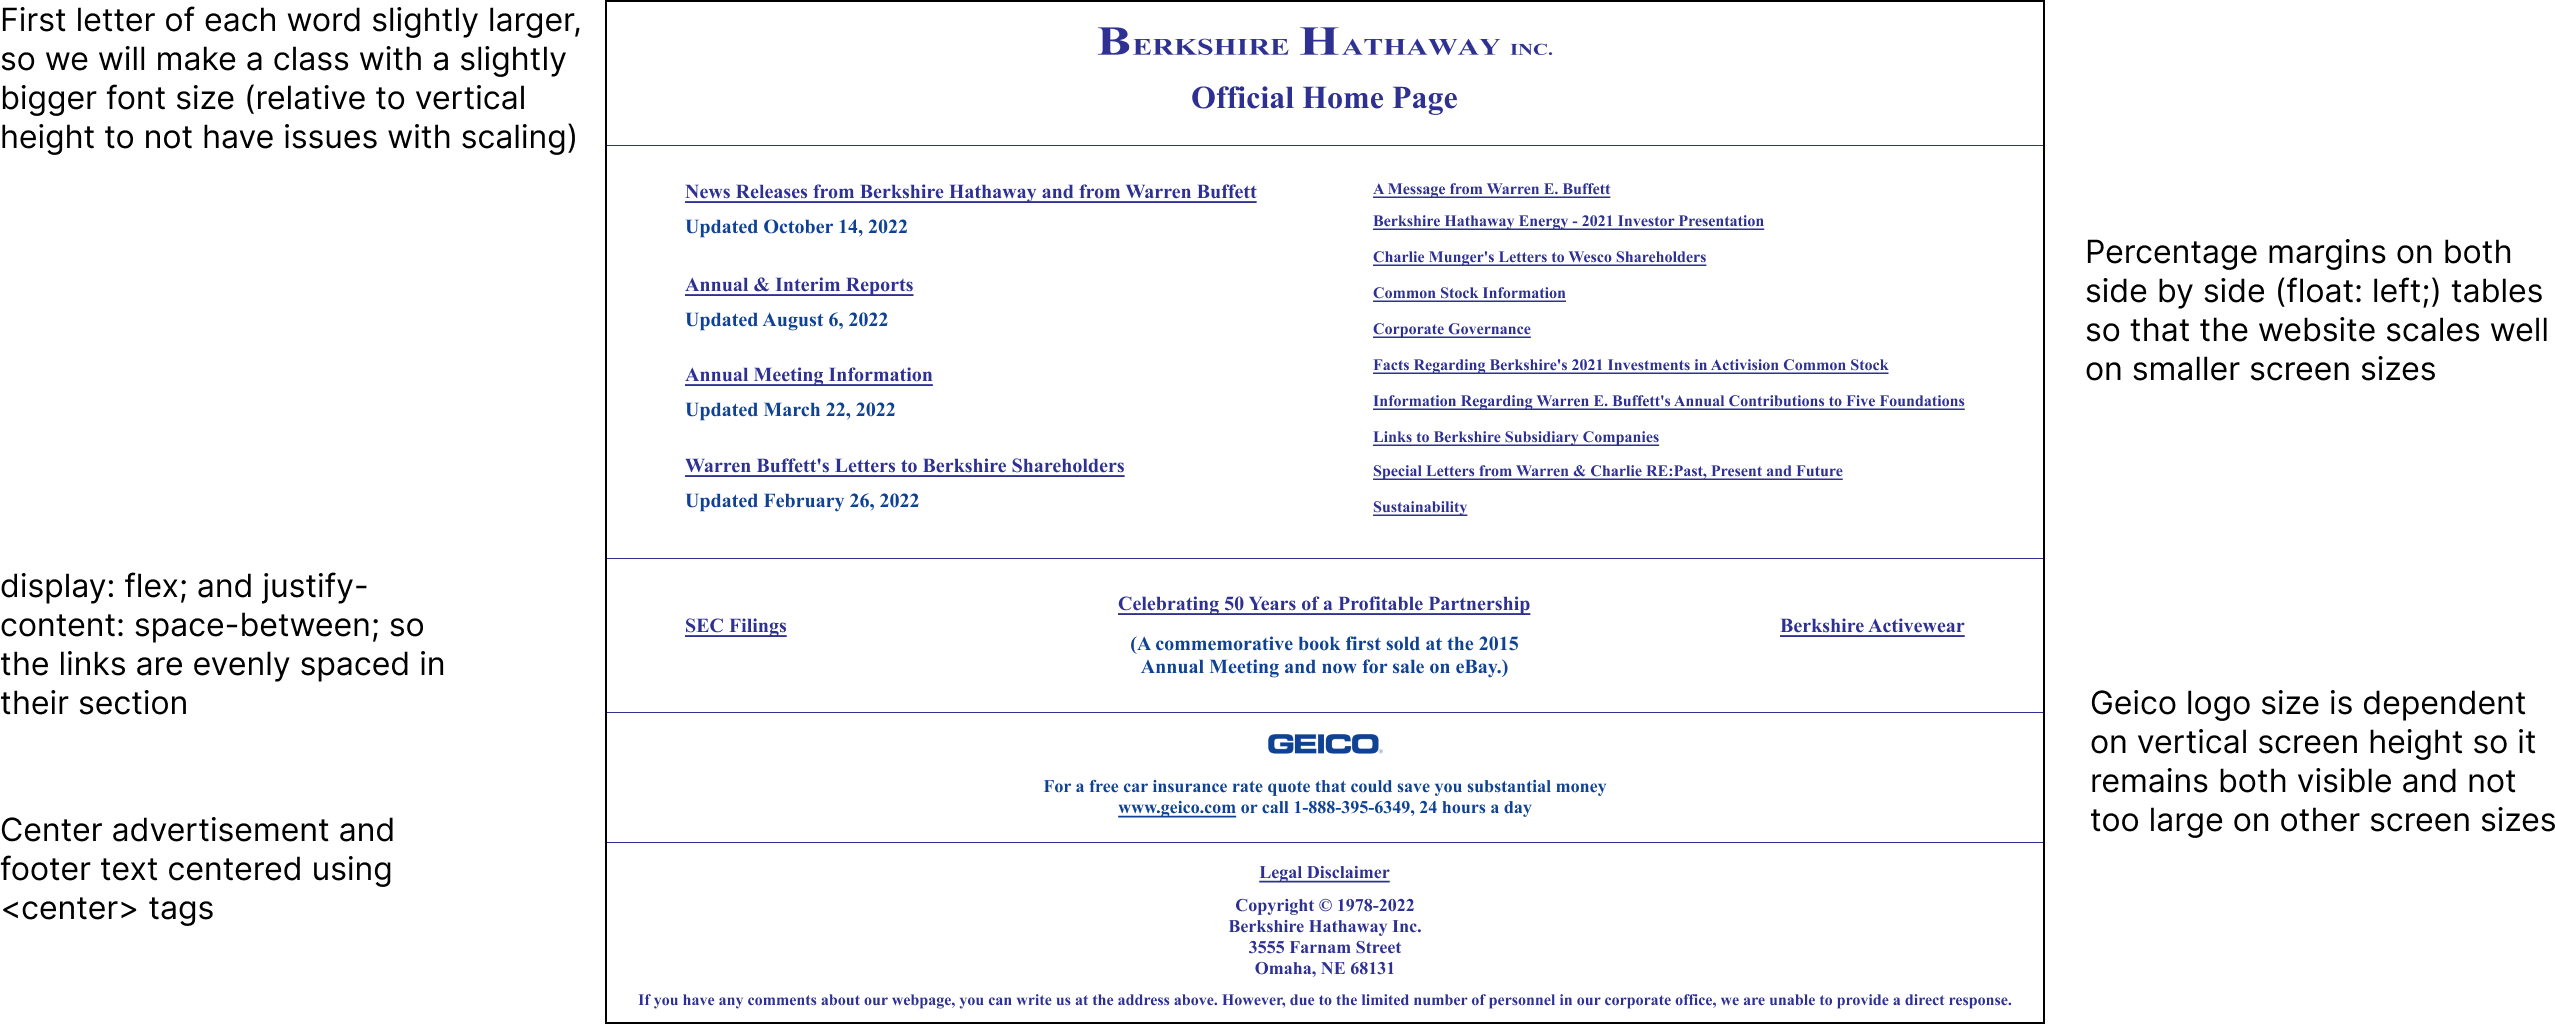 First letter of each word slightly larger,
so we will make a class with a slightly
bigger font size (relative to vertical
height to not have issues with scaling)
display: flex; and justify-
content: space-between; so
the links are evenly spaced in
their section
Center advertisement and
footer text centered using
<center> tags
BERKSHIRE HATHAWAY INC.
Official Home Page
News Releases from Berkshire Hathaway and from Warren Buffett
Updated October 14, 2022
Annual & Interim Reports
Updated August 6, 2022
Annual Meeting Information
Updated March 22, 2022
Warren Buffett's Letters to Berkshire Shareholders
Updated February 26, 2022
A Message from Warren E. Buffett
Berkshire Hathaway Energy - 2021 Investor Presentation
Charlie Munger's Letters to Wesco Shareholders
Common Stock Information
Corporate Governance
Facts Regarding Berkshire's 2021 Investments in Activision Common Stock
Information Regarding Warren E. Buffett's Annual Contributions to Five Foundations
Links to Berkshire Subsidiary Companies
Special Letters from Warren & Charlie RE:Past, Present and Future
Sustainability
SEC Filings
Celebrating 50 Years of a Profitable Partnership
(A commemorative book first sold at the 2015
Annual Meeting and now for sale on eBay.)
Berkshire Activewear
GEICO
For a free car insurance rate quote that could save you substantial money
www.geico.com or call 1-888-395-6349, 24 hours a day
Legal Disclaimer
Copyright © 1978-2022
Berkshire Hathaway Inc.
3555 Farnam Street
Omaha, NE 68131
If you have any comments about our webpage, you can write us at the address above. However, due to the limited number of personnel in our corporate office, we are unable to provide a direct response.
Percentage margins on both
side by side (float: left;) tables
so that the website scales well
on smaller screen sizes
Geico logo size is dependent
on vertical screen height so it
remains both visible and not
too large on other screen sizes